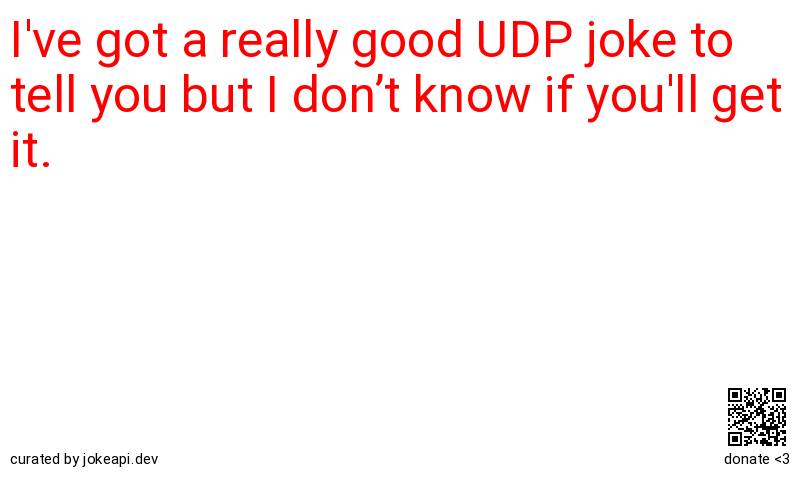 I've got a really good UDP joke to
tell you but I don’t know if you'll get
it.
curated by jokeapi.dev
donate <3